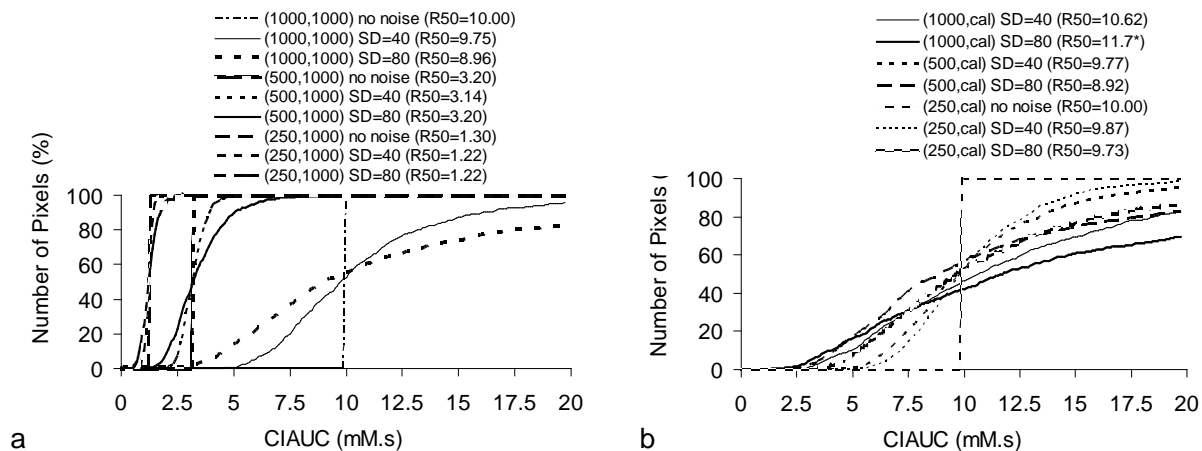 (1000,1000) no noise (R50=10.00)
(1000,1000) SD=40 (R50=9.75)
(1000,1000) SD=80 (R50=8.96)
(500,1000) no noise (R50=3.20)
(500,1000) SD=40 (R50=3.14)
(500,1000) SD=80 (R50=3.20)
(250,1000) no noise (R50=1.30)
(250,1000) SD=40 (R50=1.22)
(250,1000) SD=80 (R50=1.22)
Number of Pixels (%)
100
80
60
40
20
0
0 2.5 5 7.5 10 12.5 15 17.5 20
CIAUC (mM.s)
a
(1000,cal) SD=40 (R50=10.62)
(1000,cal) SD=80 (R50=11.7*)
(500,cal) SD=40 (R50=9.77)
(500,cal) SD=80 (R50=8.92)
(250,cal) no noise (R50=10.00)
(250,cal) SD=40 (R50=9.87)
(250,cal) SD=80 (R50=9.73)
Number of Pixels (
100
80
60
40
20
0
0 2.5 5 7.5 10 12.5 15 17.5 20
CIAUC (mM.s)
b